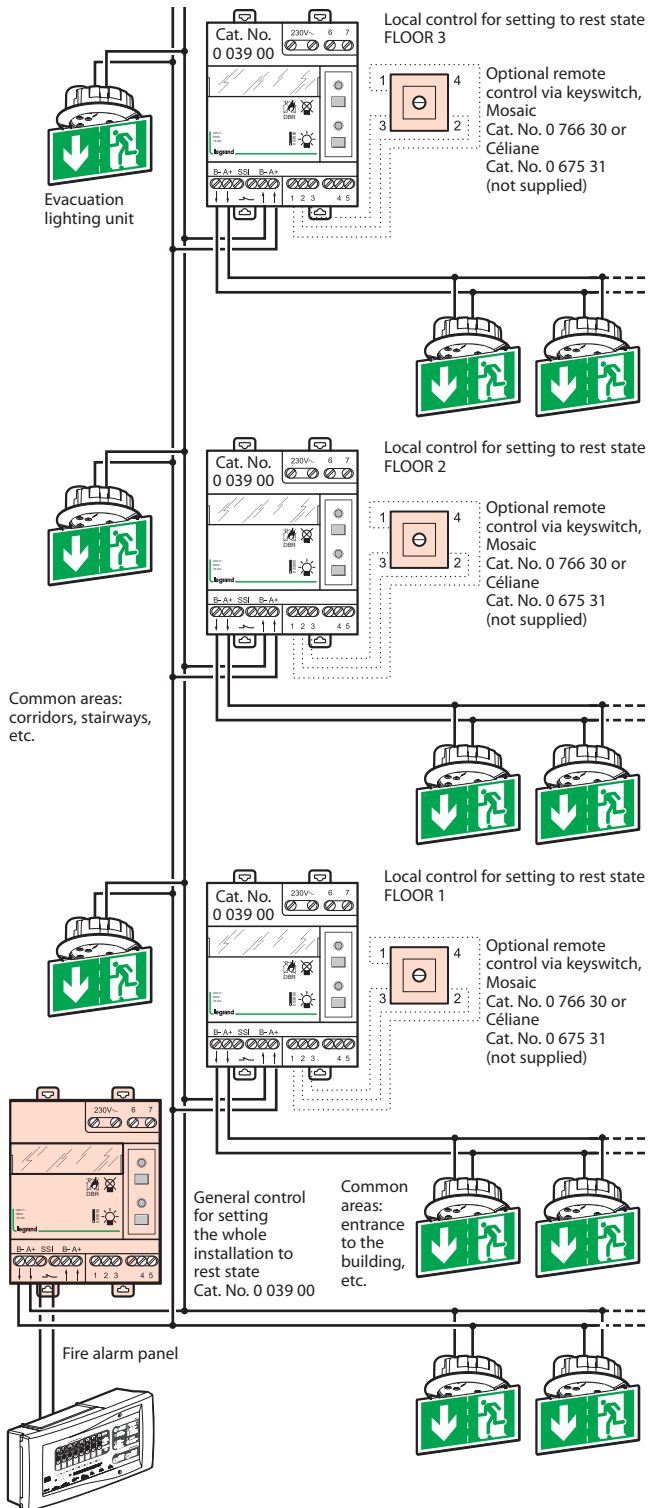 Local control for setting to rest state
FLOOR 3
Cat. No.
0 039 00
230V~ 6 7
DBR
legrand
B- A+ SSI B- A+
1 2 3 4 5
1 4
3 2
Optional remote
control via keyswitch,
Mosaic
Cat. No. 0 766 30 or
Céliane
Cat. No. 0 675 31
(not supplied)
Evacuation
lighting unit
Local control for setting to rest state
FLOOR 2
Cat. No.
0 039 00
230V~ 6 7
DBR
legrand
B- A+ SSI B- A+
1 2 3 4 5
1 4
3 2
Optional remote
control via keyswitch,
Mosaic
Cat. No. 0 766 30 or
Céliane
Cat. No. 0 675 31
(not supplied)
Common areas:
corridors, stairways,
etc.
Local control for setting to rest state
FLOOR 1
Cat. No.
0 039 00
230V~ 6 7
DBR
legrand
B- A+ SSI B- A+
1 2 3 4 5
1 4
3 2
Optional remote
control via keyswitch,
Mosaic
Cat. No. 0 766 30 or
Céliane
Cat. No. 0 675 31
(not supplied)
230V~ 6 7
DBR
legrand
B- A+ SSI B- A+
1 2 3 4 5
General control
for setting
the whole
installation to
rest state
Cat. No. 0 039 00
Common
areas:
entrance
to the
building,
etc.
Fire alarm panel